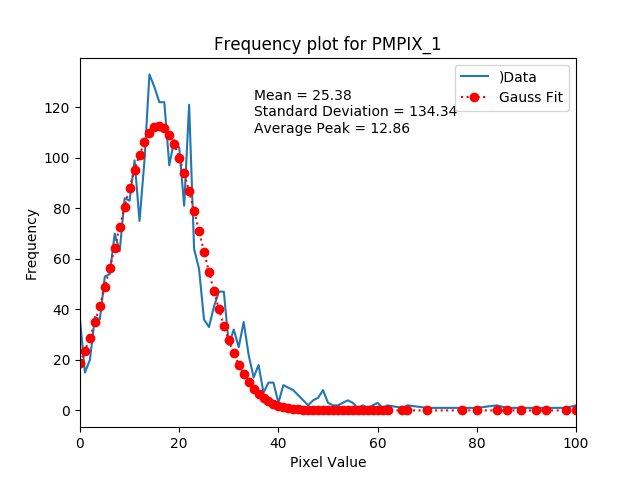 Frequency plot for PMPIX_1
)Data
Gauss Fit
Mean = 25.38
Standard Deviation = 134.34
Average Peak = 12.86
Frequency
120
100
80
60
40
20
0
0 20 40 60 80 100
Pixel Value